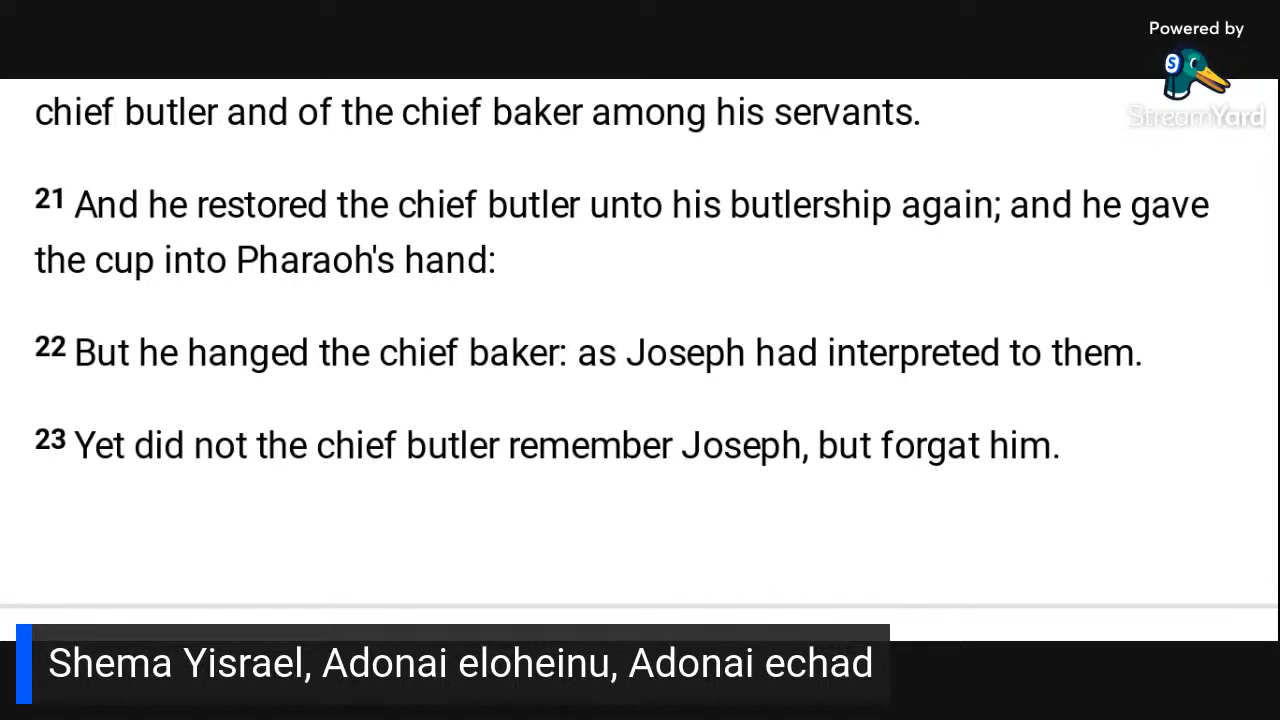 Powered by
S
StreamYard
chief butler and of the chief baker among his servants.
21 And he restored the chief butler unto his butlership again; and he gave
the cup into Pharaoh's hand:
22 But he hanged the chief baker: as Joseph had interpreted to them.
23 Yet did not the chief butler remember Joseph, but forgat him.
Shema Yisrael, Adonai eloheinu, Adonai echad